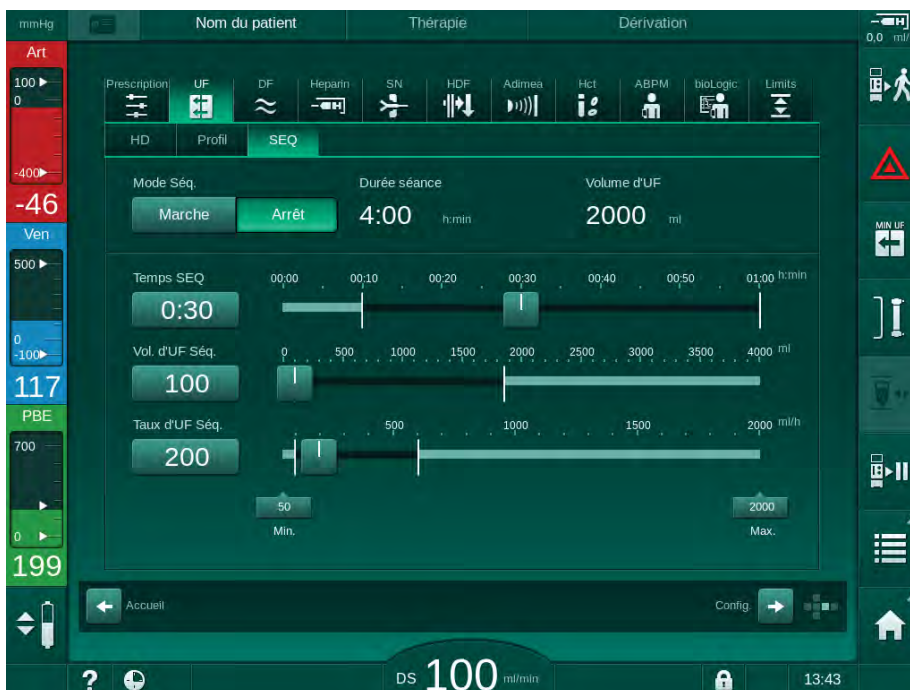 mmHg
Nom du patient
Thérapie
Dérivation
0,0 ml/
Art
100
0
-400
-46
Ven
500
0
-100
117
PBE
700
0
199
Prescription
UF
DF
Heparin
SN
HDF
Adimea
Hct
ABPM
bioLogic
Limits
HD
Profil
SEQ
Mode Séq.
Marche
Arrêt
Durée séance
4:00 h:min
Volume d'UF
2000 ml
Temps SEQ
0:30
00:00 00:10 00:20 00:30 00:40 00:50 01:00 h:min
Vol. d'UF Séq.
100
0 500 1000 1500 2000 2500 3000 3500 4000 ml
Taux d'UF Séq.
200
500 1000 1500 2000 ml/h
50
Min.
2000
Max.
MIN UF
Accueil
Config.
?
DS 100 ml/min
13:43